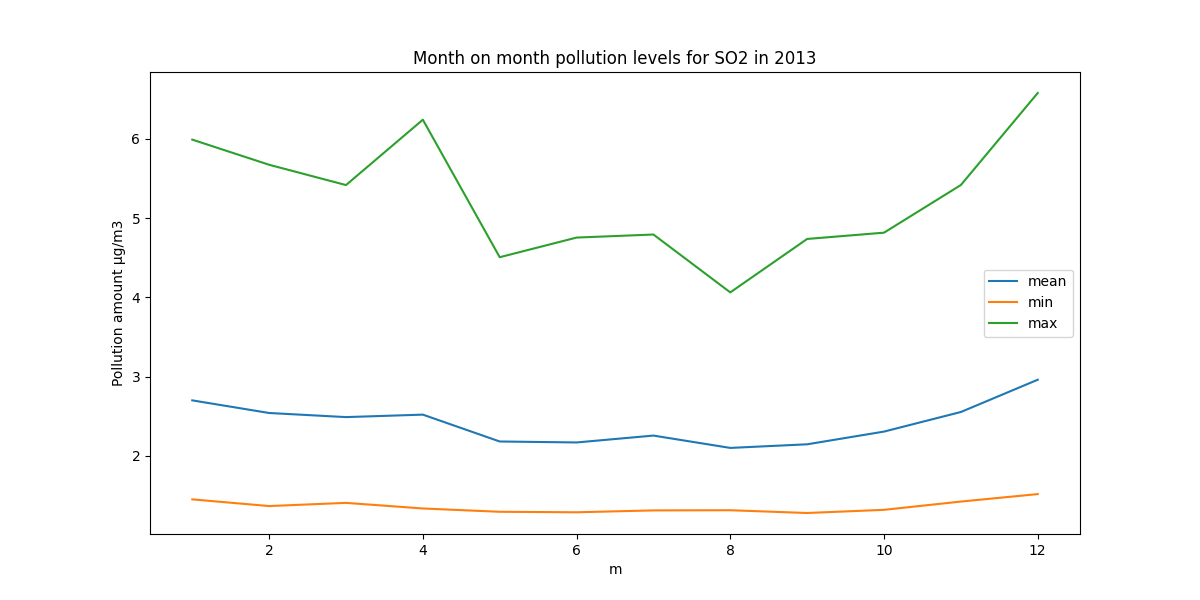 Month on month pollution levels for SO2 in 2013
Pollution amount µg/m3
6
5
4
3
2
mean
min
max
2 4 6 8 10 12
m